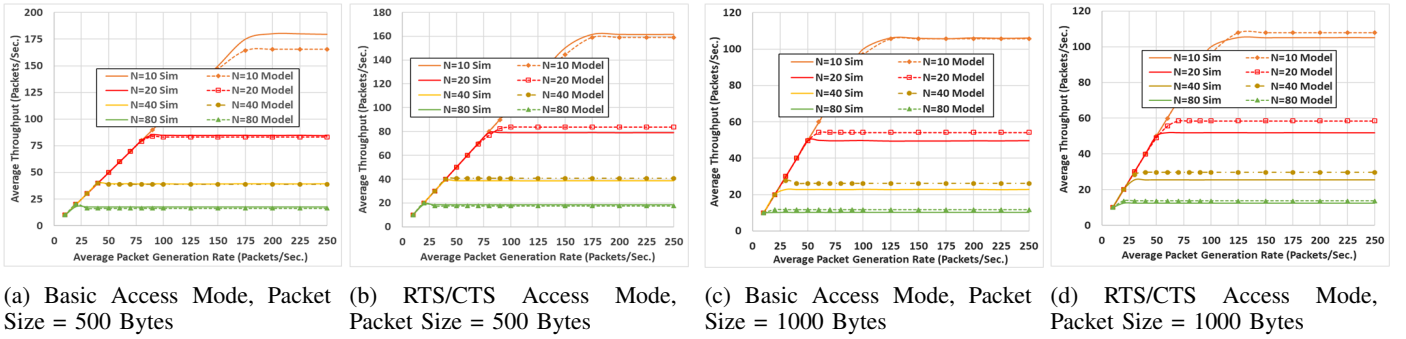 175
150
125
100
75
50
25
0
Average Throughput (Packets/Sec.)
N=10 Sim N=10 Model
N=20 Sim N=20 Model
N=40 Sim N=40 Model
N=80 Sim N=80 Model
0 25 50 75 100 125 150 175 200 225 250
Average Packet Generation Rate (Packets/Sec.)
(a) Basic Access Mode, Packet
Size = 500 Bytes
180
160
140
120
100
80
60
40
20
0
Average Throughput (Packets/Sec.)
N=10 Sim N=10 Model
N=20 Sim N=20 Model
N=40 Sim N=40 Model
N=80 Sim N=80 Model
0 25 50 75 100 125 150 175 200 225 250
Average Packet Generation Rate (Packets/Sec.)
(b) RTS/CTS Access Mode,
Packet Size = 500 Bytes
120
100
80
60
40
20
0
Average Throughput (Packets/Sec.)
N=10 Sim N=10 Model
N=20 Sim N=20 Model
N=40 Sim N=40 Model
N=80 Sim N=80 Model
0 25 50 75 100 125 150 175 200 225 250
Average Packet Generation Rate (Packets/Sec.)
(c) Basic Access Mode, Packet
Size = 1000 Bytes
120
100
80
60
40
20
0
Average Throughput (Packets/Sec.)
N=10 Sim N=10 Model
N=20 Sim N=20 Model
N=40 Sim N=40 Model
N=80 Sim N=80 Model
0 25 50 75 100 125 150 175 200 225 250
Average Packet Generation Rate (Packets/Sec.)
(d) RTS/CTS Access Mode,
Packet Size = 1000 Bytes